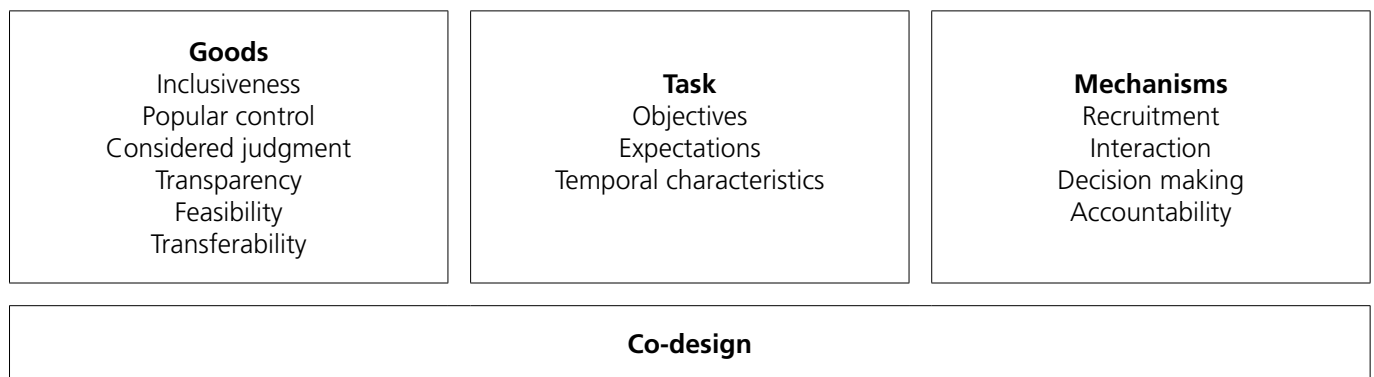 Goods
Inclusiveness
Popular control
Considered judgment
Transparency
Feasibility
Transferability
Task
Objectives
Expectations
Temporal characteristics
Mechanisms
Recruitment
Interaction
Decision making
Accountability
Co-design